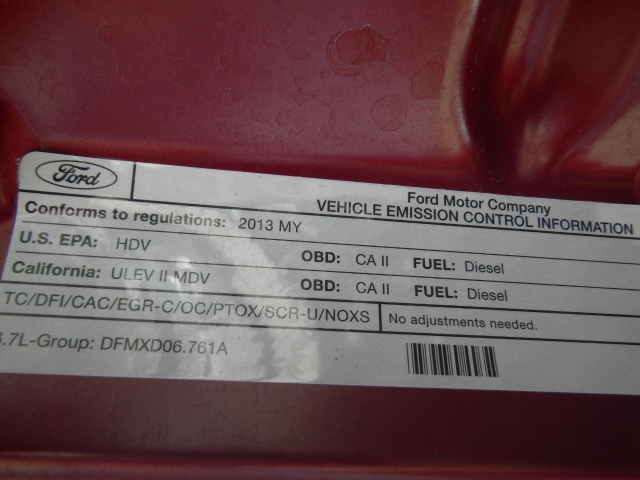 Ford
Ford Motor Company
VEHICLE EMISSION CONTROL INFORMATION
Conforms to regulations: 2013 MY
U.S. EPA: HDV OBD: CA II FUEL: Diesel
California: ULEV II MDV OBD: CA II FUEL: Diesel
TC/DFI/CAC/EGR-C/OC/PTOX/SCR-U/NOXS No adjustments needed.
6.7L-Group: DFMXD06.761A